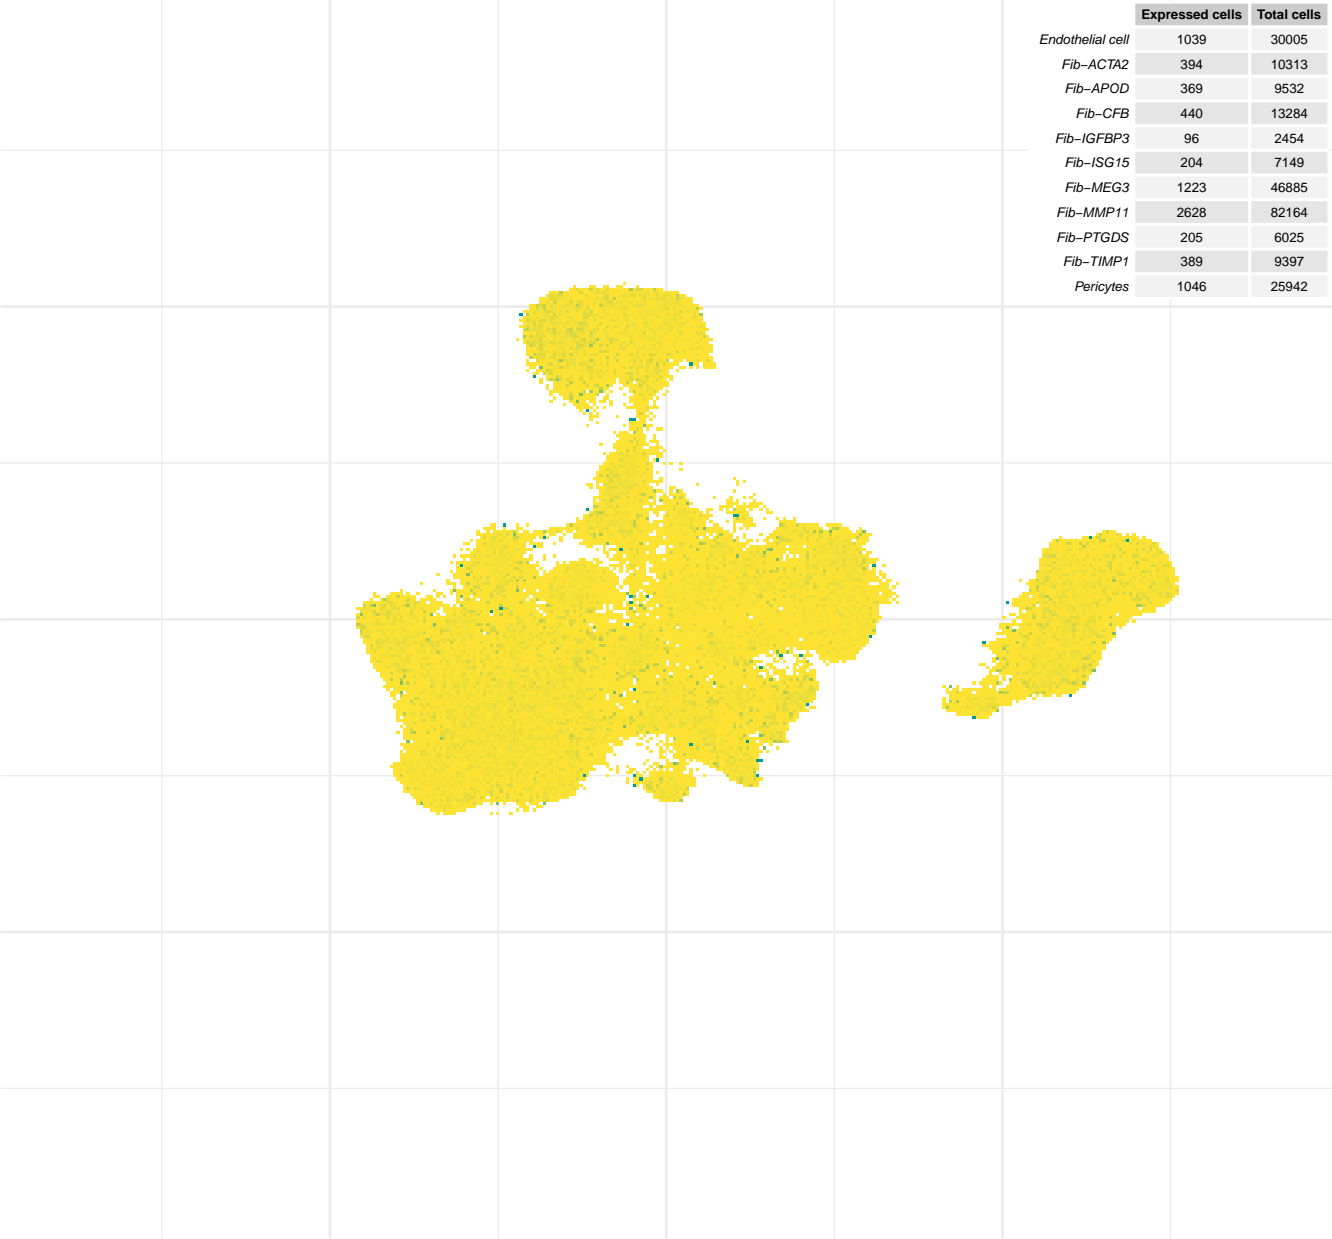 Expressed cells Total cells
Endothelial cell 1039 30005
Fib−ACTA2 394 10313
Fib−APOD 369 9532
Fib−CFB 440 13284
Fib−IGFBP3 96 2454
Fib−ISG15 204 7149
Fib−MEG3 1223 46885
Fib−MMP11 2628 82164
Fib−PTGDS 205 6025
Fib−TIMP1 389 9397
Pericytes 1046 25942